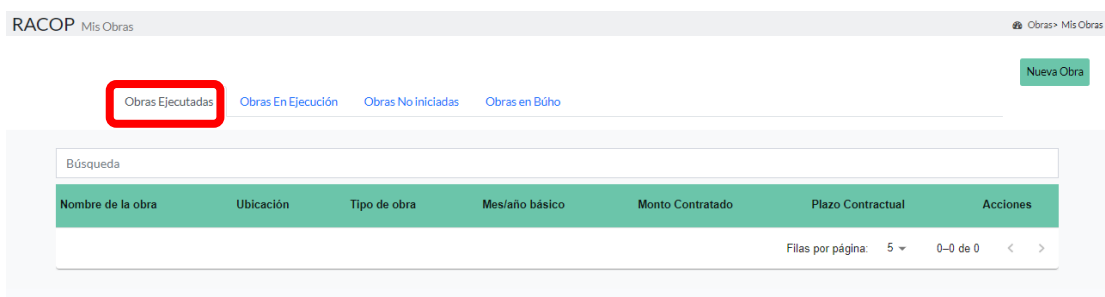 RACOP Mis Obras Obras> Mis Obras
Nueva Obra
Obras Ejecutadas Obras En Ejecución Obras No iniciadas Obras en Búho
Búsqueda
Nombre de la obra Ubicación Tipo de obra Mes/año básico Monto Contratado Plazo Contractual Acciones
Filas por página: 5 0–0 de 0